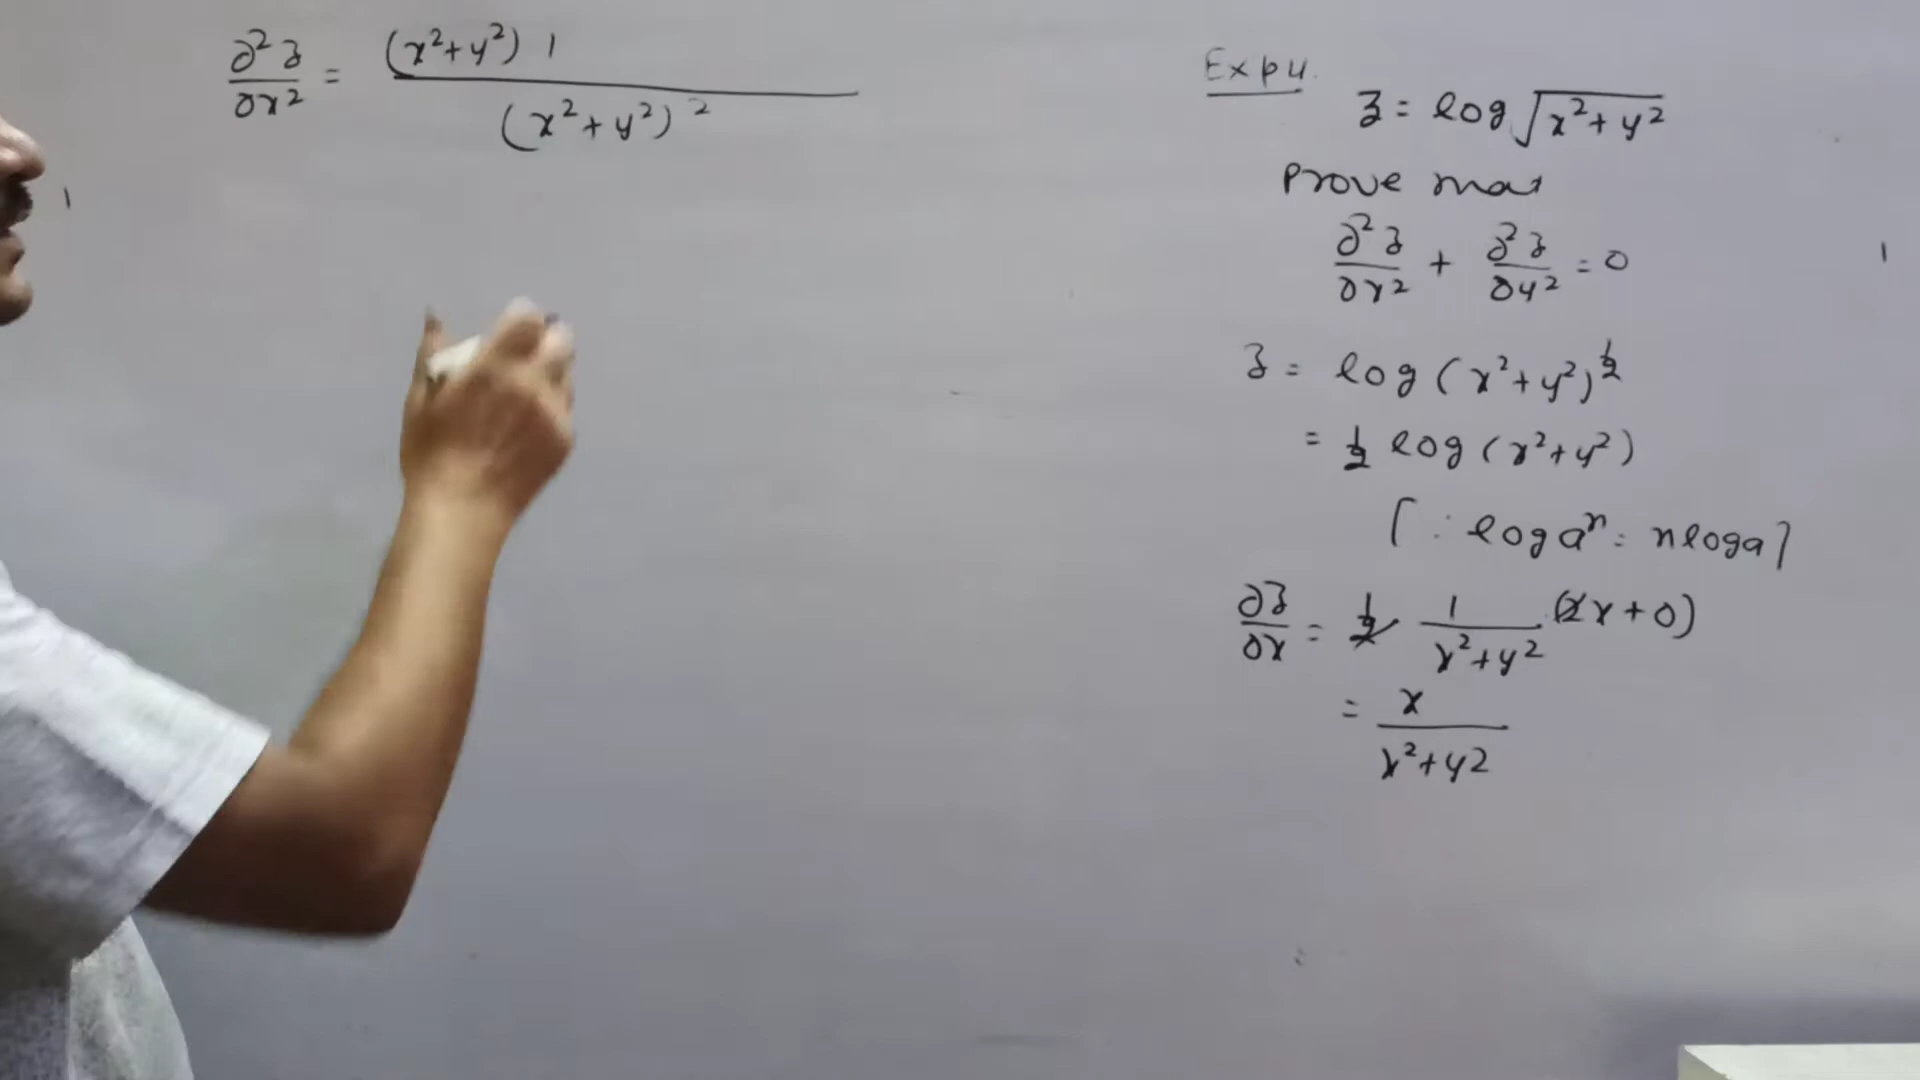 ∂²z/∂x² = (x²+y²) 1 / (x²+y²)²
Exp 4.
z = log √(x²+y²)
Prove that
∂²z/∂x² + ∂²z/∂y² = 0
z = log (x²+y²)^½
= ½ log (x²+y²)
[∵ log aⁿ = n log a]
∂z/∂x = ½ 1/(x²+y²) (2x+0)
= x/(x²+y²)